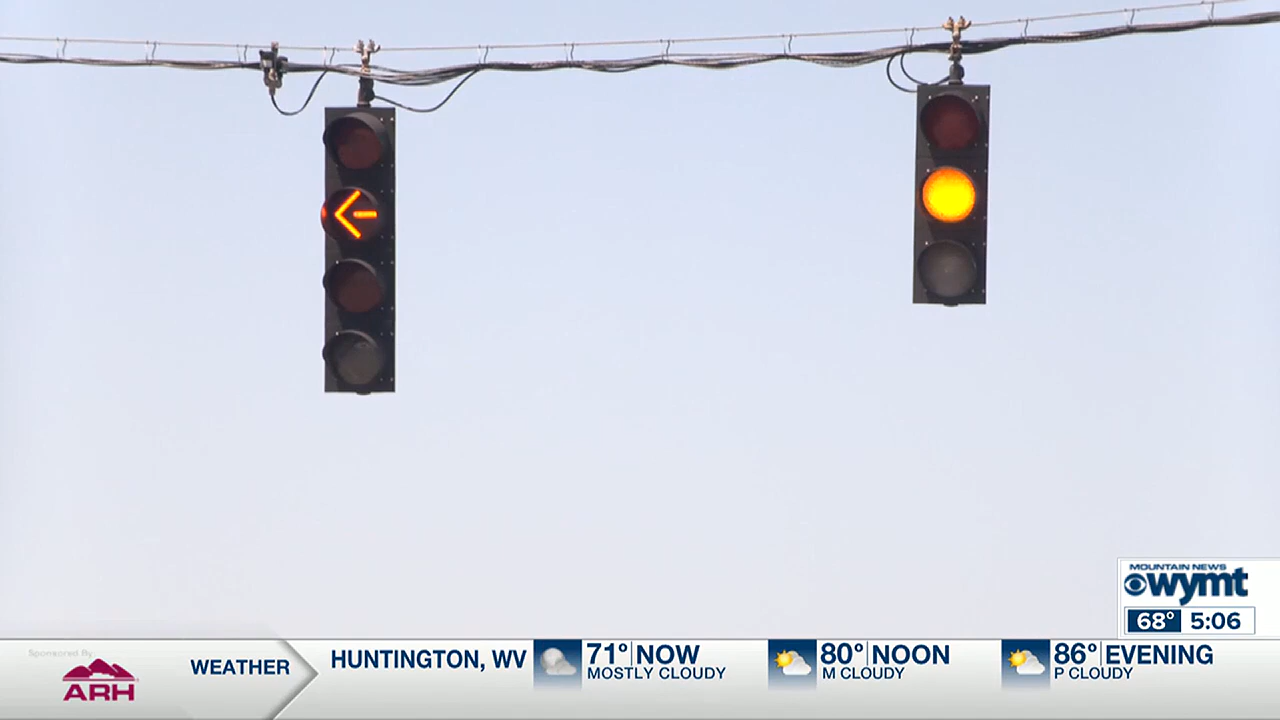 MOUNTAIN NEWS
wymt
68° 5:06
Sponsored By
ARH
WEATHER
HUNTINGTON, WV
71° NOW
MOSTLY CLOUDY
80° NOON
M CLOUDY
86° EVENING
P CLOUDY